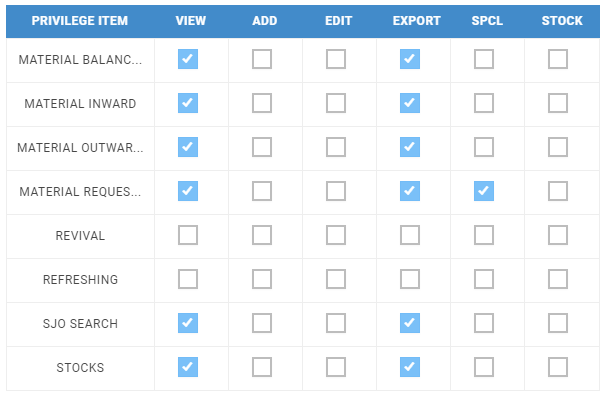 PRIVILEGE ITEM VIEW ADD EDIT EXPORT SPCL STOCK
MATERIAL BALANC...
MATERIAL INWARD
MATERIAL OUTWAR...
MATERIAL REQUES...
REVIVAL
REFRESHING
SJO SEARCH
STOCKS